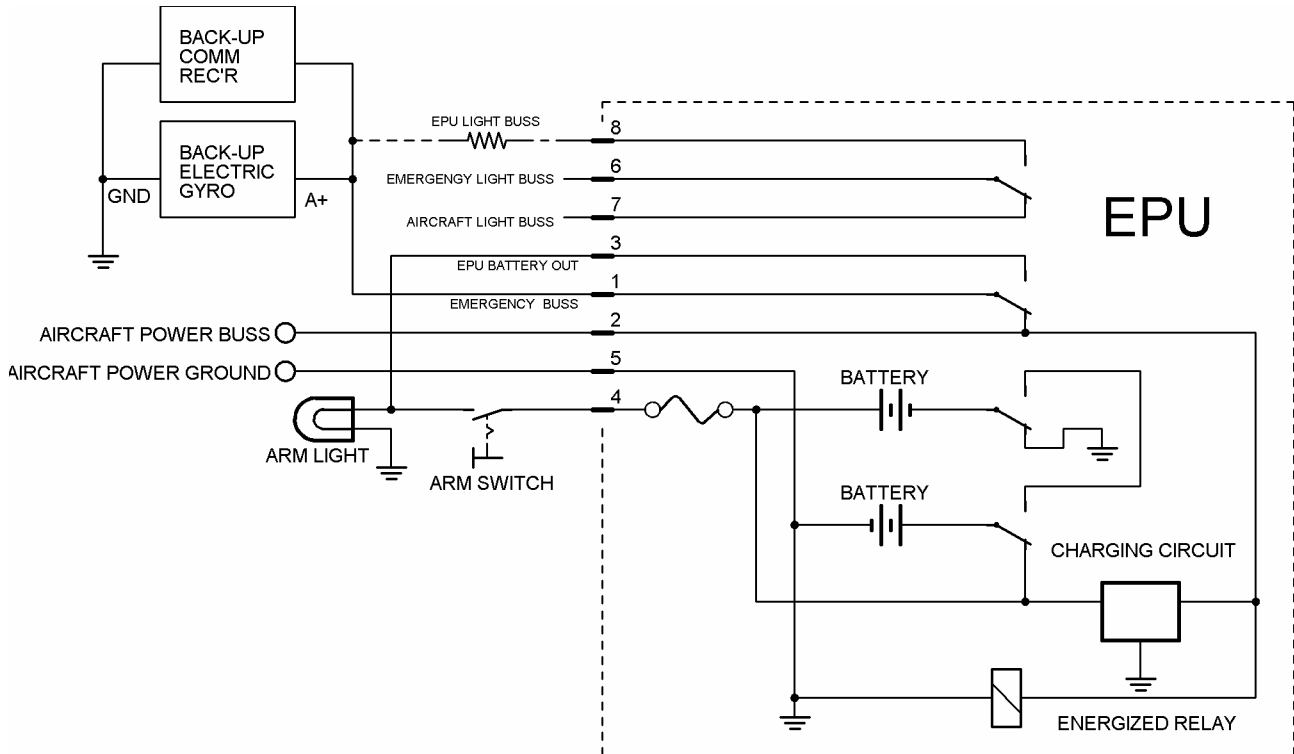 BACK-UP
COMM
REC'R
BACK-UP
ELECTRIC
GYRO
GND
A+
EPU LIGHT BUSS
8
EMERGENGY LIGHT BUSS
6
AIRCRAFT LIGHT BUSS
7
3
EPU BATTERY OUT
1
EMERGENCY BUSS
AIRCRAFT POWER BUSS
2
AIRCRAFT POWER GROUND
5
4
ARM LIGHT
ARM SWITCH
EPU
BATTERY
BATTERY
CHARGING CIRCUIT
ENERGIZED RELAY